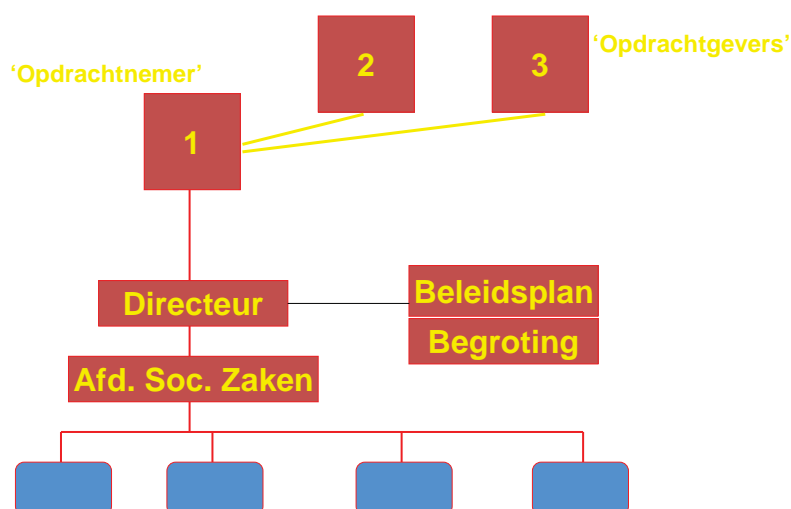 2
3
‘Opdrachtgevers’
‘Opdrachtnemer’
1
Directeur
Beleidsplan
Begroting
Afd. Soc. Zaken